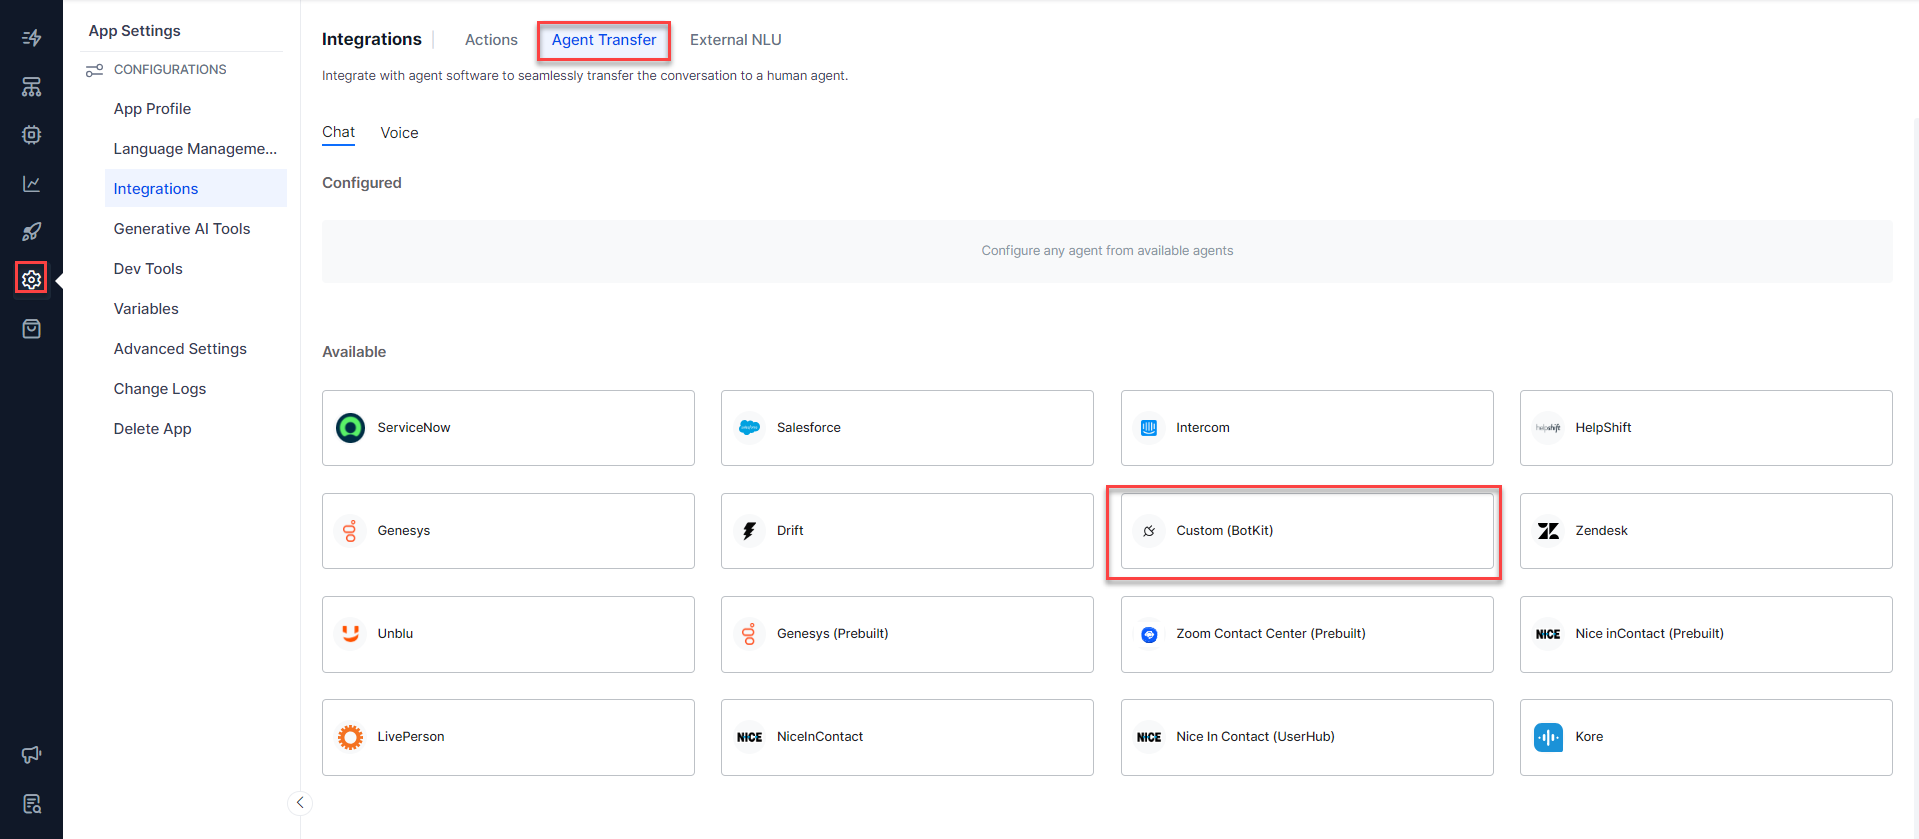 App Settings
CONFIGURATIONS
App Profile
Language Manageme...
Integrations
Generative AI Tools
Dev Tools
Variables
Advanced Settings
Change Logs
Delete App
Integrations Actions Agent Transfer External NLU
Integrate with agent software to seamlessly transfer the conversation to a human agent.
Chat Voice
Configured
Configure any agent from available agents
Available
ServiceNow
Salesforce
Intercom
helpshift HelpShift
Genesys
Drift
Custom (BotKit)
Zendesk
Unblu
Genesys (Prebuilt)
Zoom Contact Center (Prebuilt)
NICE Nice inContact (Prebuilt)
LivePerson
NICE NiceInContact
NICE Nice In Contact (UserHub)
Kore